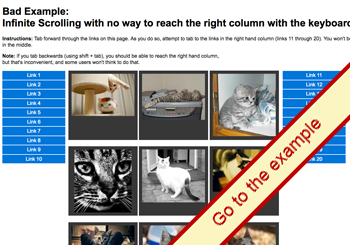 Bad Example:
Infinite Scrolling with no way to reach the right column with the keyboard
Instructions: Tab forward through the links on this page. As you do so, attempt to tab to the links in the right hand column (links 11 through 20). You won't be
in the middle.
Note: If you tab backwards (using shift + tab), you should be able to reach the right hand column,
but that's inconvenient, and some users won't think to do that.
Link 1
Link 2
Link 3
Link 4
Link 5
Link 6
Link 7
Link 8
Link 9
Link 10
Link 11
Link 12
Link 13
Link 14
Link 15
20
Go to the example